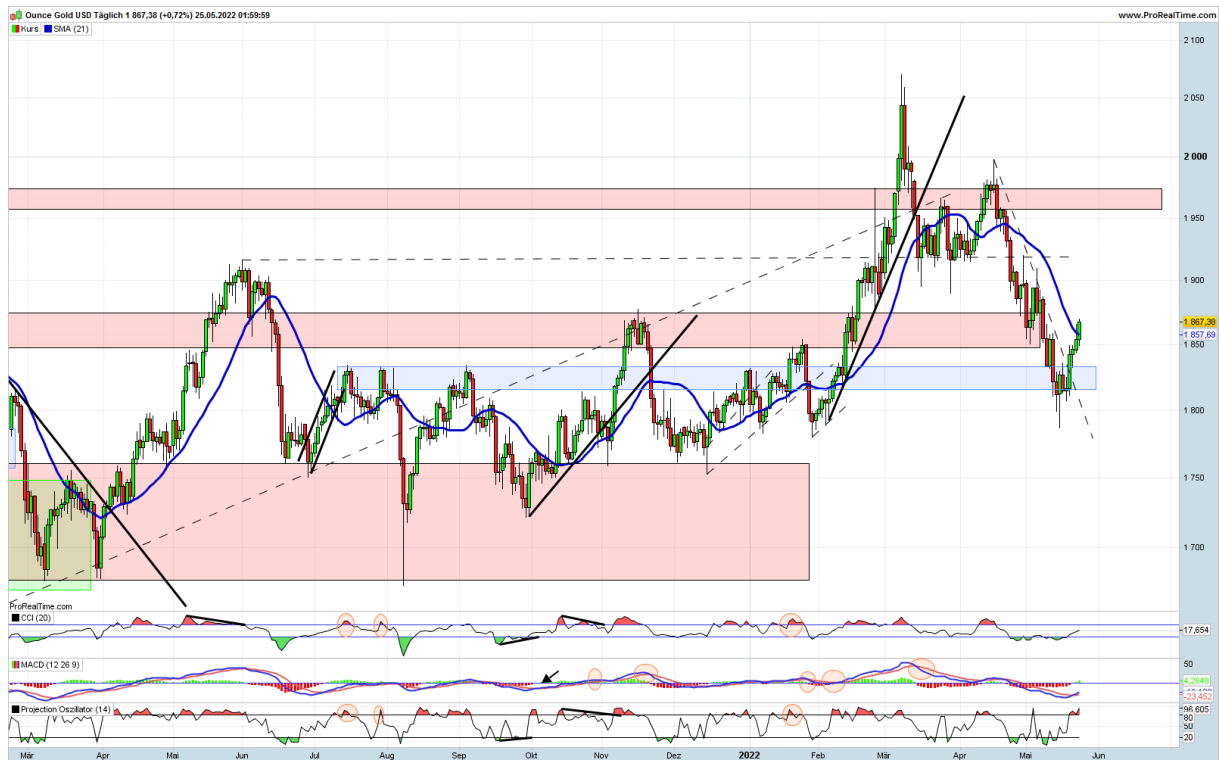 Ounce Gold USD Täglich 1 867,38 (+0,72%) 25.05.2022 01:59:59
www.ProRealTime.com
Kurs SMA (21)
2 100
2 050
2 000
1 950
1 900
1 867,38
1 857,69
1 850
1 800
1 750
1 700
ProRealTime.com
CCI (20)
17,654
MACD (12 26 9)
50
4,2648
-23,452
Projection Oszillator (14)
96,605
80
50
20
Mär Apr Mai Jun Jul Aug Sep Okt Nov Dez 2022 Feb Mär Apr Mai Jun